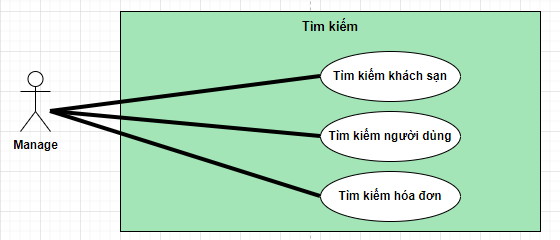 Tìm kiếm
Tìm kiếm khách sạn
Tìm kiếm người dùng
Tìm kiếm hóa đơn
Manage